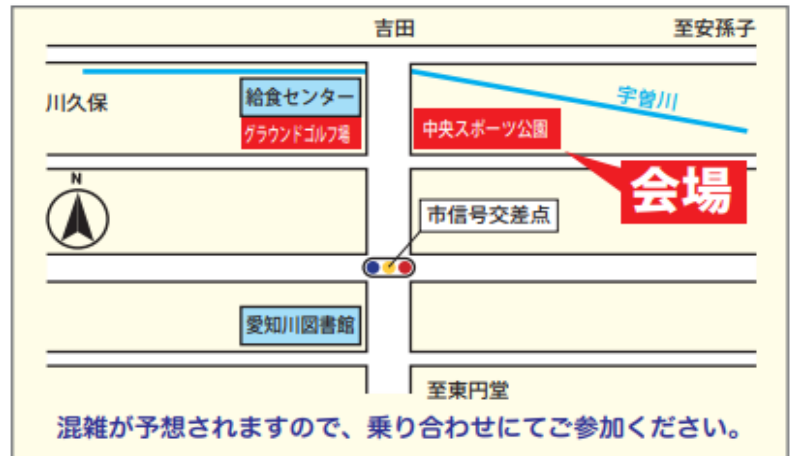 吉田
至安孫子
川久保
給食センター
グラウンドゴルフ場
宇曽川
中央スポーツ公園
会場
N
市信号交差点
愛知川図書館
至東円堂
混雑が予想されますので、乗り合わせにてご参加ください。